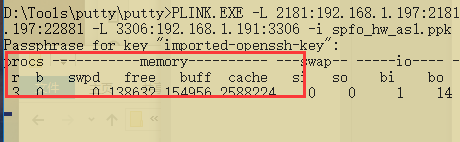 D:\Tools\putty\putty>PLINK.EXE -L 2181:192.168.1.197:2181
.197:22881 -L 3306:192.168.1.191:3306 -i spfo_hw_as1.ppk
Passphrase for key "imported-openssh-key":
procs -----------memory---------- ---swap-- -----io----
r b swpd free buff cache si so bi bo
3 0 0 138632 154956 2588224 0 0 1 14